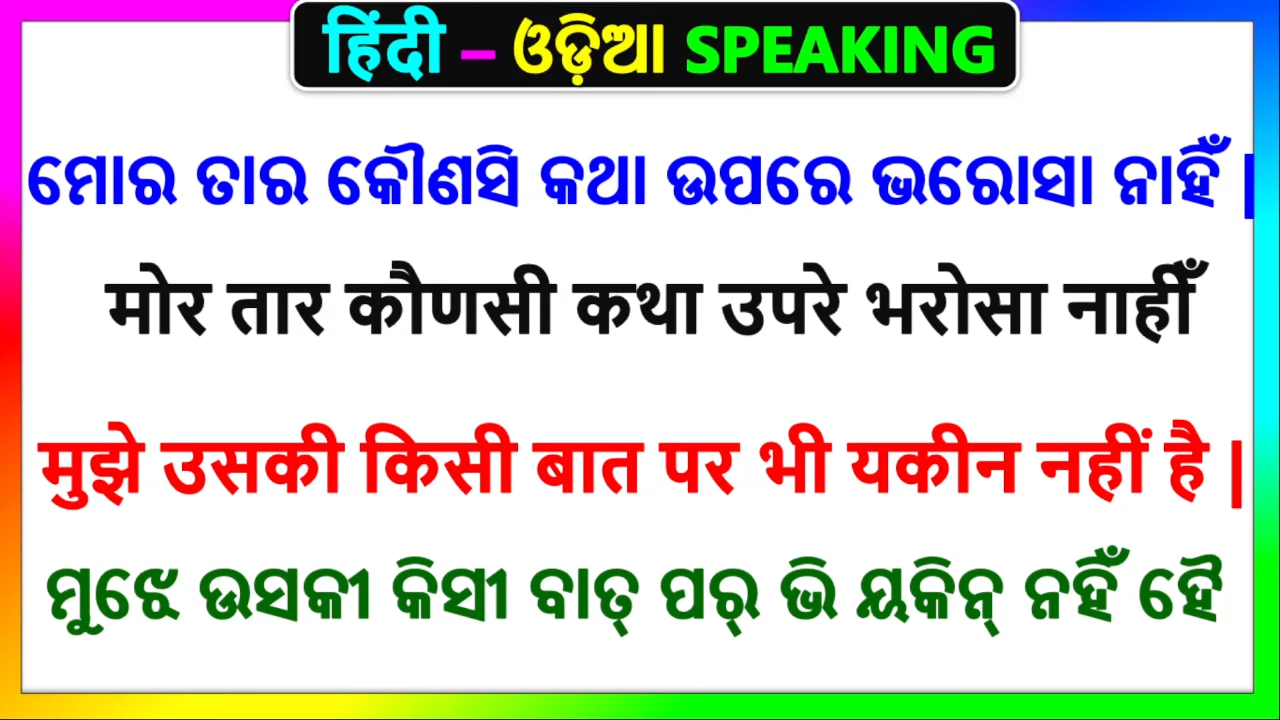 हिंदी – ଓଡ଼ିଆ SPEAKING
ମୋର ତାର କୌଣସି କଥା ଉପରେ ଭରୋସା ନାହିଁ |
मोर तार कौणसी कथा उपरे भरोसा नाहीँ
मुझे उसकी किसी बात पर भी यकीन नहीं है |
ମୁଝେ ଉସକୀ କିସୀ ବାତ୍ ପର୍ ଭି ୟକିନ୍ ନହିଁ ହୈ